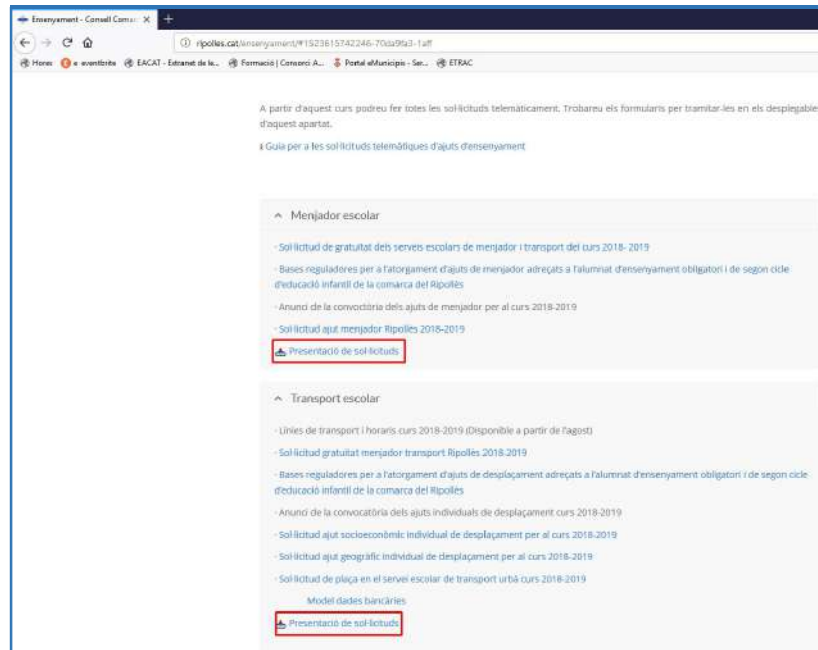 Ensenyament - Consell Comar
ripolles.cat/ensenyament/#1523615742246-70da9fa3-1aff
Hores e eventbrite EACAT - Extranet de la... Formació | Consorci A... Portal eMunicipis - Ser... ETRAC
A partir d'aquest curs podreu fer totes les sol·licituds telemàticament. Trobareu els formularis per tramitar-les en els desplegable
d'aquest apartat.
Guia per a les sol·licituds telemàtiques d'ajuts d'ensenyament
Menjador escolar
- Sol·licitud de gratuïtat dels serveis escolars de menjador i transport del curs 2018- 2019
- Bases reguladores per a l'atorgament d'ajuts de menjador adreçats a l'alumnat d'ensenyament obligatori i de segon cicle
d'educació infantil de la comarca del Ripollès
- Anunci de la convoctòria dels ajuts de menjador per al curs 2018-2019
- Sol·licitud ajut menjador Ripollès 2018-2019
Presentació de sol·licituds
Transport escolar
- Línies de transport i horaris curs 2018-2019 (Disponible a partir de l'agost)
- Sol·licitud gratuïtat menjador transport Ripollès 2018-2019
- Bases reguladores per a l'atorgament d'ajuts de desplaçament adreçats a l'alumnat d'ensenyament obligatori i de segon cicle
d'educació infantil de la comarca del Ripollès
- Anunci de la convocatòria dels ajuts individuals de desplaçament curs 2018-2019
- Sol·licitud ajut socioeconòmic individual de desplaçament per al curs 2018-2019
- Sol·licitud ajut geogràfic individual de desplaçament per al curs 2018-2019
- Sol·licitud de plaça en el servei escolar de transport urbà curs 2018-2019
Model dades bancàries
Presentació de sol·licituds